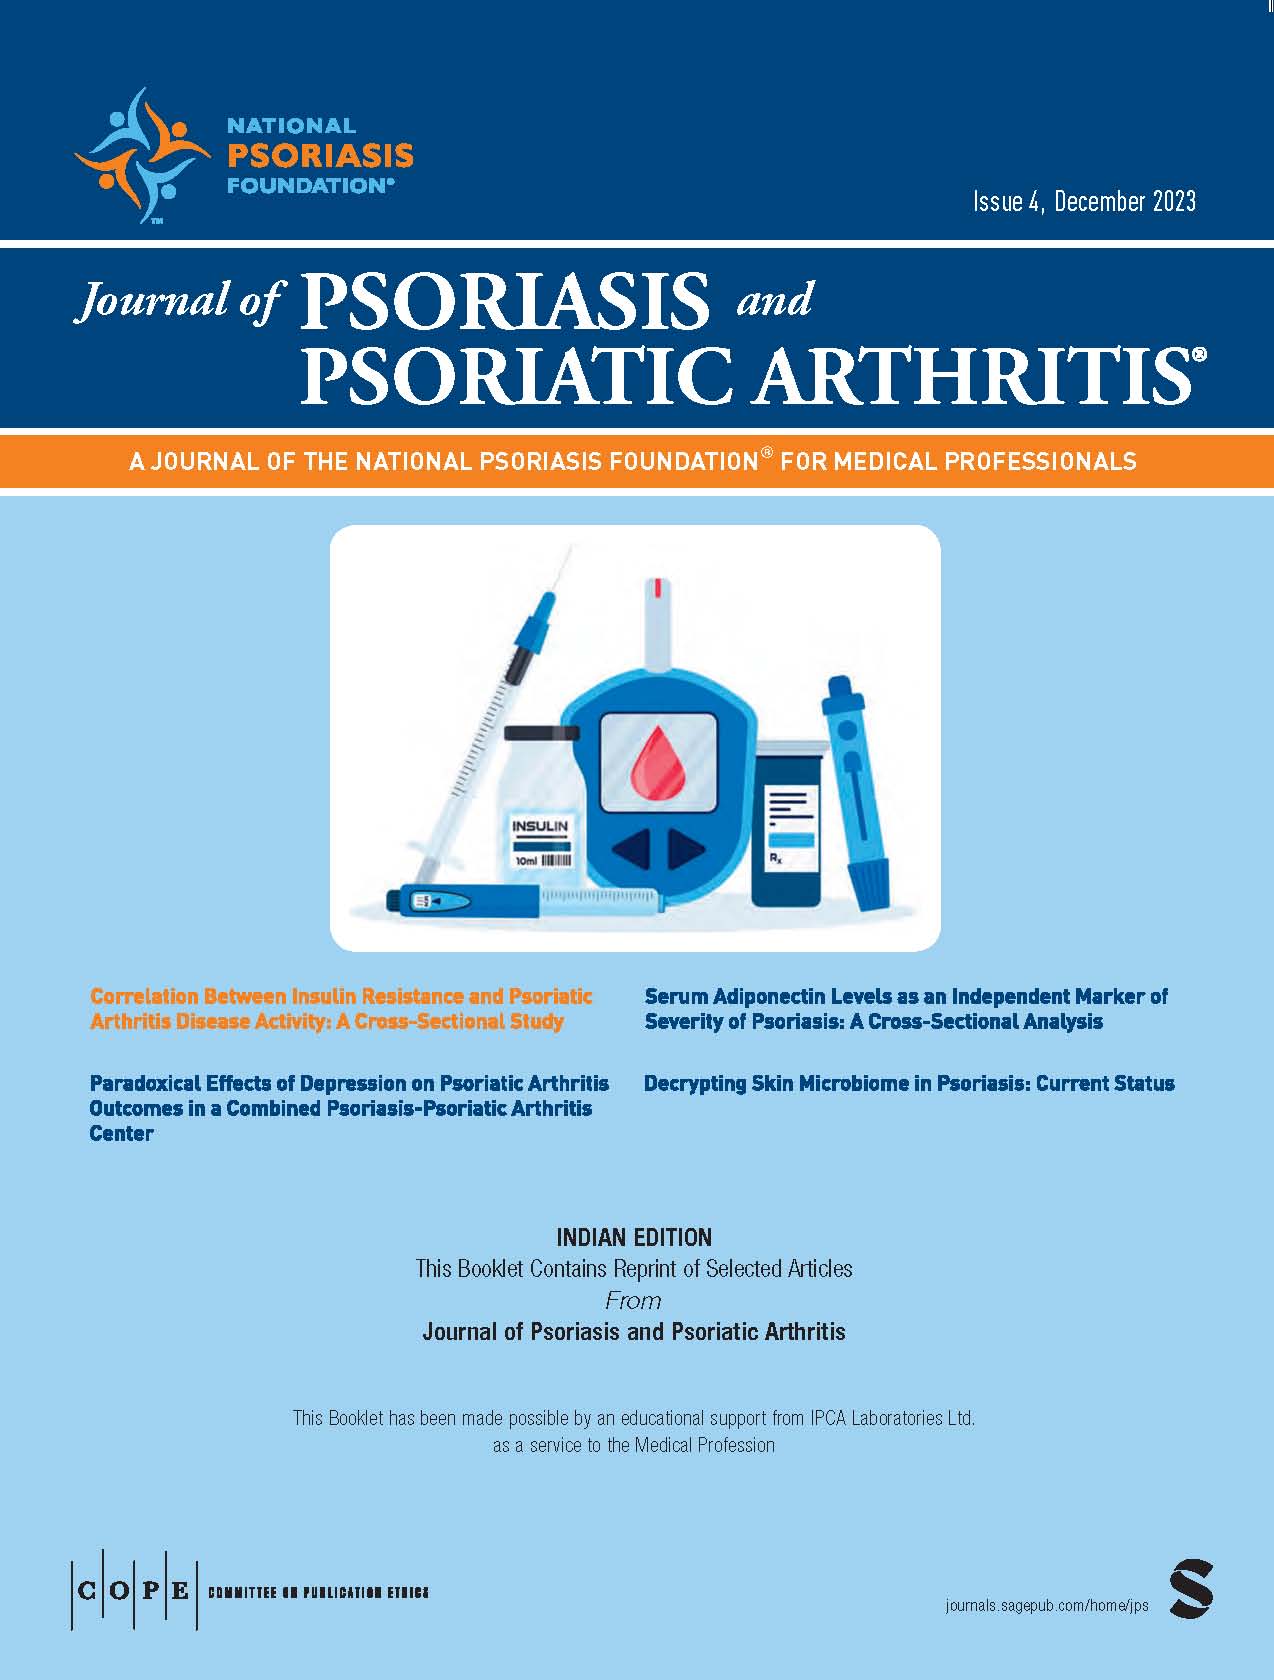 NATIONAL
PSORIASIS
FOUNDATION®
™
Issue 4, December 2023
Journal of PSORIASIS and
PSORIATIC ARTHRITIS®
A JOURNAL OF THE NATIONAL PSORIASIS FOUNDATION® FOR MEDICAL PROFESSIONALS
INSULIN
10ml
Rx
Correlation Between Insulin Resistance and Psoriatic
Arthritis Disease Activity: A Cross-Sectional Study
Paradoxical Effects of Depression on Psoriatic Arthritis
Outcomes in a Combined Psoriasis-Psoriatic Arthritis
Center
Serum Adiponectin Levels as an Independent Marker of
Severity of Psoriasis: A Cross-Sectional Analysis
Decrypting Skin Microbiome in Psoriasis: Current Status
INDIAN EDITION
This Booklet Contains Reprint of Selected Articles
From
Journal of Psoriasis and Psoriatic Arthritis
This Booklet has been made possible by an educational support from IPCA Laboratories Ltd.
as a service to the Medical Profession
COPE COMMITTEE ON PUBLICATION ETHICS
journals.sagepub.com/home/jps
S